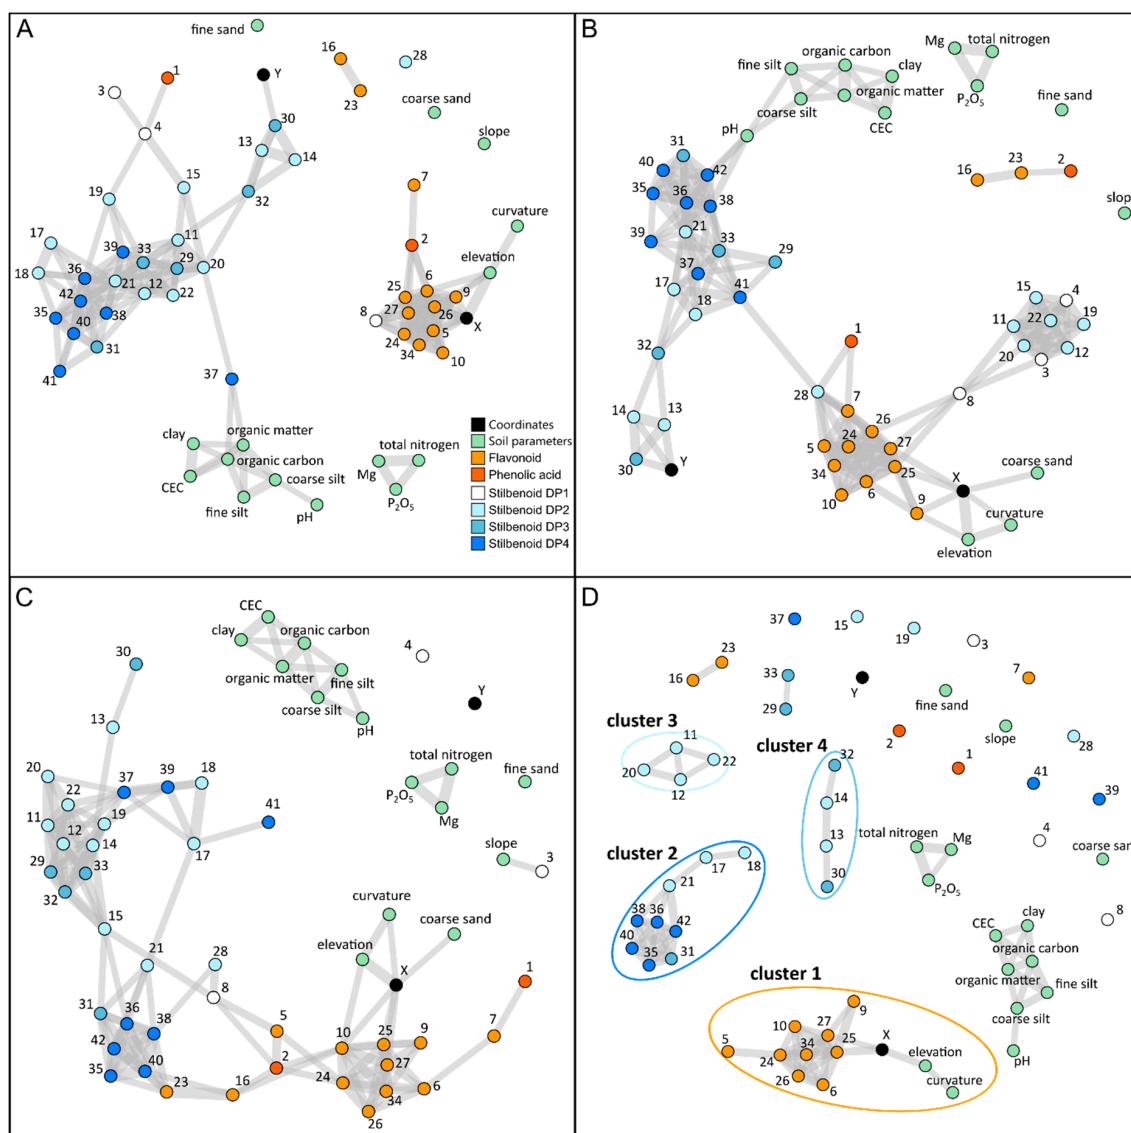 A
fine sand
16
28
1
Y
3
23
coarse sand
30
4
13
14
slope
15
7
19
32
curvature
17
39
33
11
2
elevation
18
36
29
20
6
42
21
12
22
25
9
35
38
8
27
26
X
40
24
5
31
34
10
41
37
clay
organic matter
total nitrogen
organic carbon
Mg
CEC
coarse silt
P2O5
fine silt
pH
Coordinates
Soil parameters
Flavonoid
Phenolic acid
Stilbenoid DP1
Stilbenoid DP2
Stilbenoid DP3
Stilbenoid DP4
B
organic carbon
Mg
total nitrogen
fine silt
clay
organic matter
P2O5
coarse silt
fine sand
CEC
pH
31
40
42
23
2
16
35
36
38
slop
21
39
33
29
37
15
4
17
41
22
19
18
11
1
32
20
12
3
28
8
14
13
7
26
24
5
27
30
Y
34
25
coarse sand
10
6
X
9
curvature
elevation
C
CEC
clay
organic carbon
4
30
organic matter
fine silt
Y
13
coarse silt
pH
20
37
39
18
total nitrogen
fine sand
22
41
P2O5
11
19
Mg
12
14
slope
17
3
29
33
32
curvature
15
coarse sand
21
28
elevation
1
31
8
X
36
38
5
7
42
10
25
9
2
27
35
40
24
23
16
34
6
26
D
37
15
19
3
23
33
7
16
Y
29
fine sand
cluster 3
slope
11
cluster 4
2
28
32
1
20
22
41
39
12
14
total nitrogen
Mg
4
cluster 2
13
coarse san
18
17
21
P2O5
30
38
36
8
42
clay
40
CEC
35
31
organic carbon
cluster 1
organic matter
fine silt
9
10
27
X
coarse silt
5
34
25
elevation
24
pH
26
6
curvature